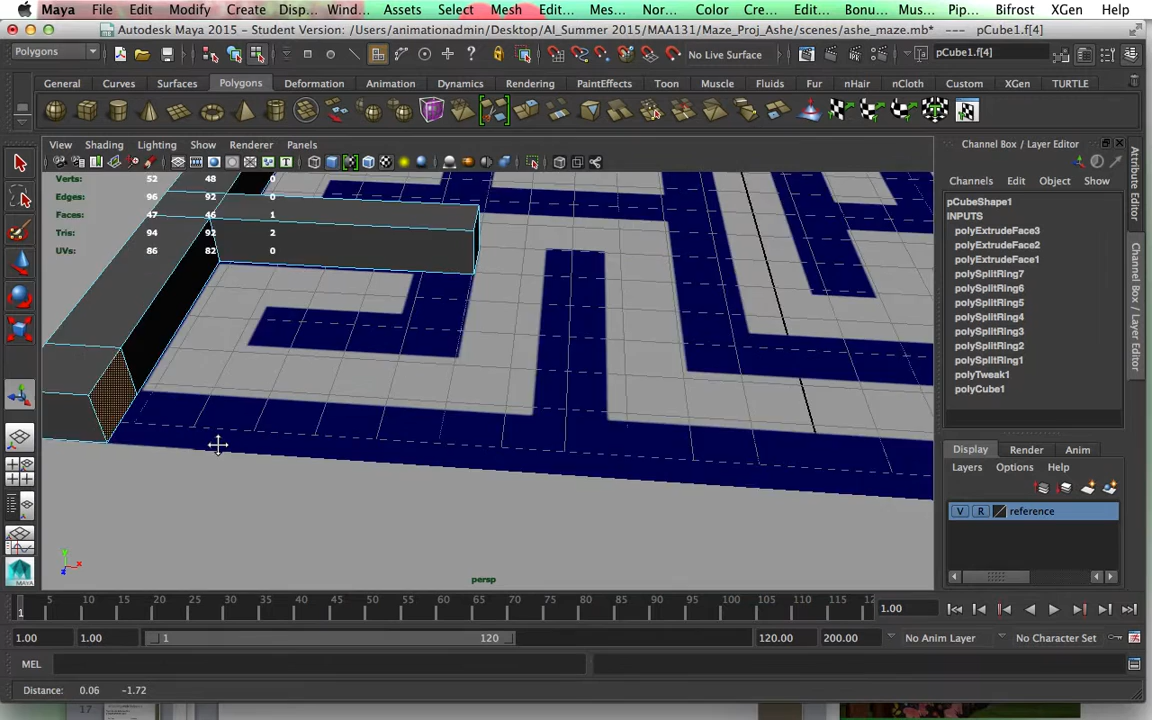 Maya File Edit Modify Create Disp... Wind... Assets Select Mesh Edit... Mes... Nor... Color Cre... Edit... Bonu... Mus... Pip... Bifrost XGen Help
Autodesk Maya 2015 - Student Version: /Users/animationadmin/Desktop/AI_Summer 2015/MAA131/Maze_Proj_Ashe/scenes/ashe_maze.mb* --- pCube1.f[4]
Polygons No Live Surface pCube1.f[4]
General Curves Surfaces Polygons Deformation Animation Dynamics Rendering PaintEffects Toon Muscle Fluids Fur nHair nCloth Custom XGen TURTLE
View Shading Lighting Show Renderer Panels
Channel Box / Layer Editor
Channels Edit Object Show
Verts: 52 48 0
Edges: 96 92 0
Faces: 47 46 1
Tris: 94 92 2
UVs: 86 82 0
pCubeShape1
INPUTS
polyExtrudeFace3
polyExtrudeFace2
polyExtrudeFace1
polySplitRing7
polySplitRing6
polySplitRing5
polySplitRing4
polySplitRing3
polySplitRing2
polySplitRing1
polyTweak1
polyCube1
Attribute Editor
Channel Box / Layer Editor
Display Render Anim
Layers Options Help
V R reference
y
x
z
persp
1 5 10 15 20 25 30 35 40 45 50 55 60 65 70 75 80 85 90 95 100 105 110 115 12
1.00
1.00 1.00 1 120 120.00 200.00 No Anim Layer No Character Set
MEL
Distance: 0.06 -1.72
17